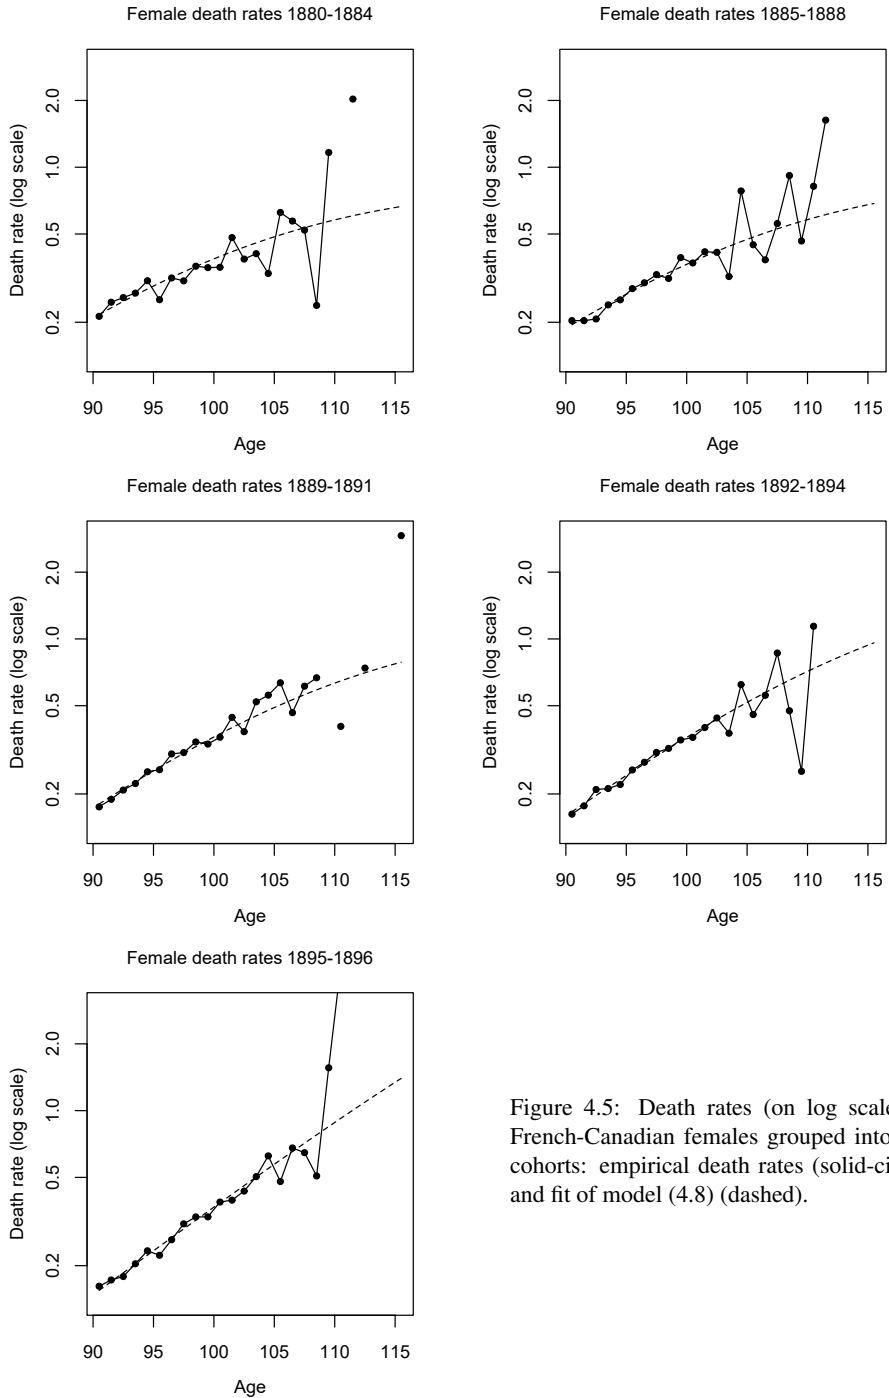 Female death rates 1880-1884
Death rate (log scale)
2.0
1.0
0.5
0.2
90 95 100 105 110 115
Age
Female death rates 1885-1888
Death rate (log scale)
2.0
1.0
0.5
0.2
90 95 100 105 110 115
Age
Female death rates 1889-1891
Death rate (log scale)
2.0
1.0
0.5
0.2
90 95 100 105 110 115
Age
Female death rates 1892-1894
Death rate (log scale)
2.0
1.0
0.5
0.2
90 95 100 105 110 115
Age
Female death rates 1895-1896
Death rate (log scale)
2.0
1.0
0.5
0.2
90 95 100 105 110 115
Age
Figure 4.5: Death rates (on log scale
French-Canadian females grouped into
cohorts: empirical death rates (solid-ci
and fit of model (4.8) (dashed).